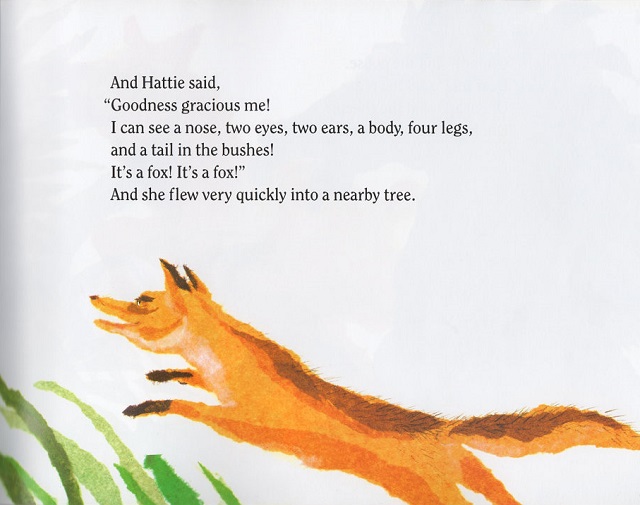 And Hattie said,
“Goodness gracious me!
I can see a nose, two eyes, two ears, a body, four legs,
and a tail in the bushes!
It’s a fox! It’s a fox!”
And she flew very quickly into a nearby tree.